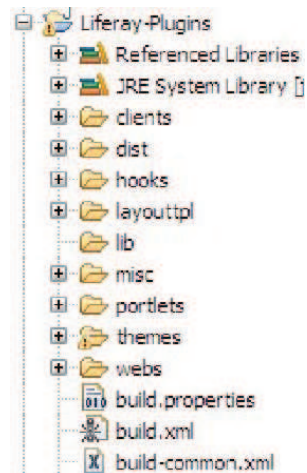 Liferay-Plugins
Referenced Libraries
JRE System Library [j
clients
dist
hooks
layouttpl
lib
misc
portlets
themes
webs
build.properties
build.xml
build-common.xml